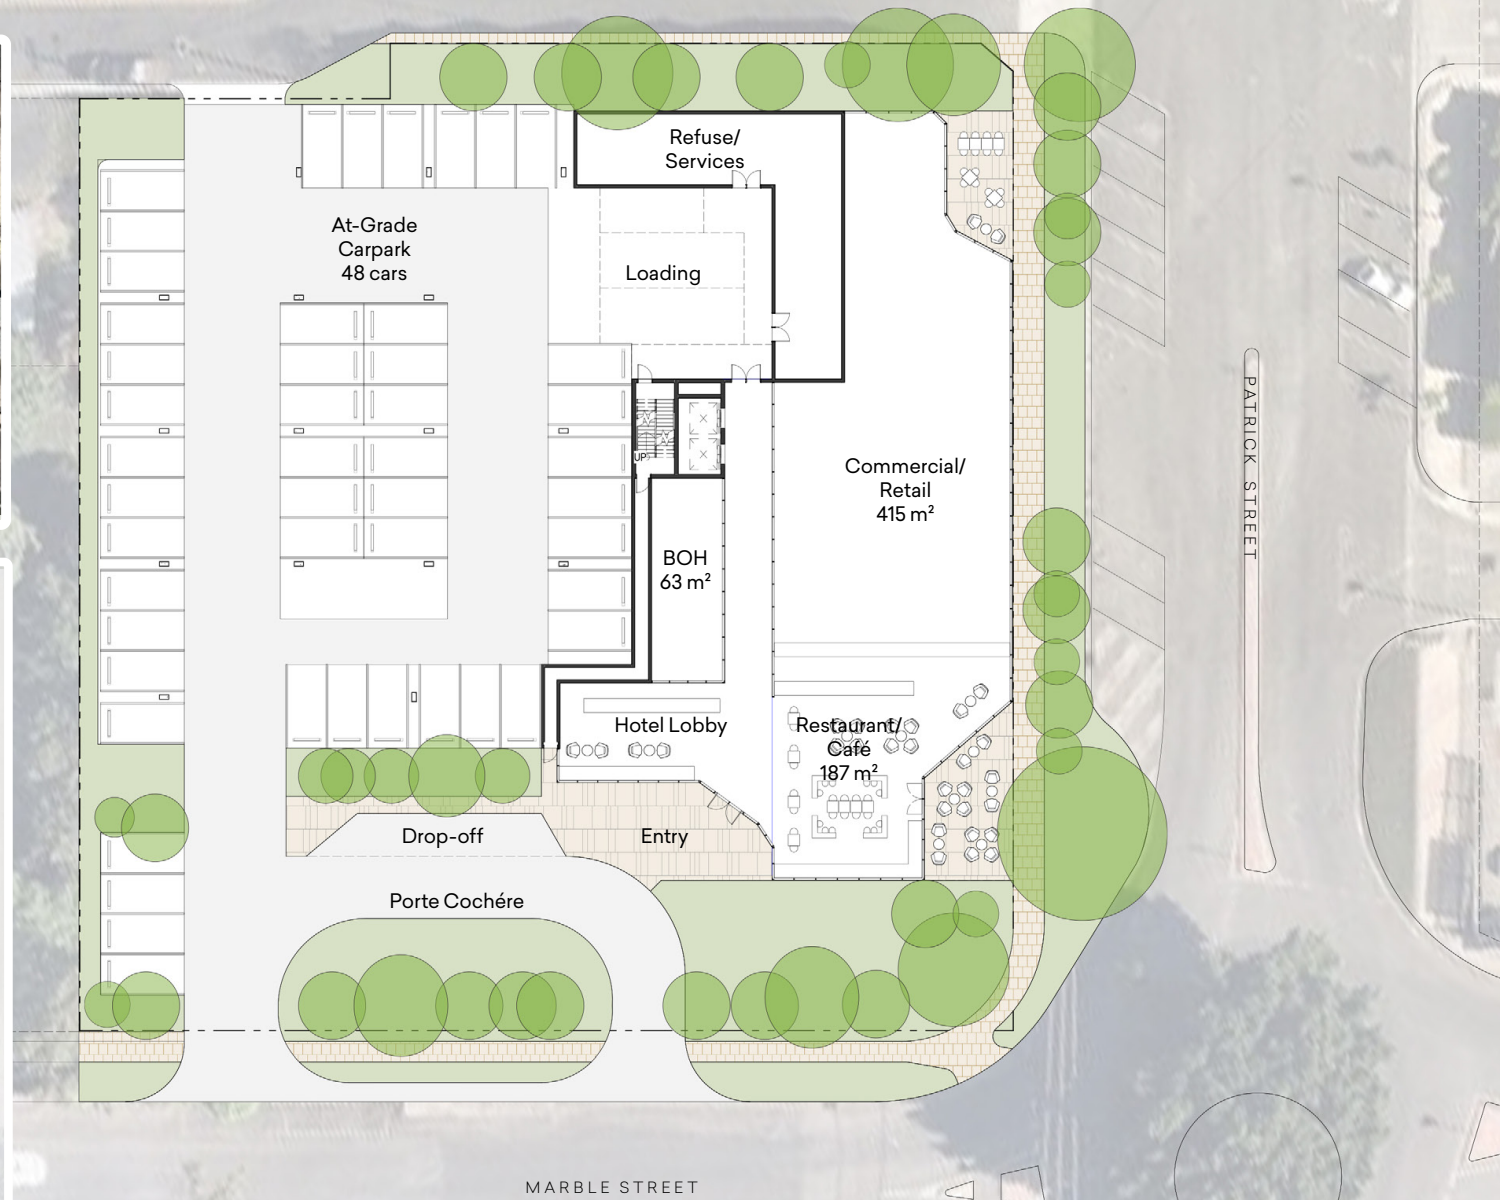 Refuse/
Services
At-Grade
Carpark
48 cars
Loading
PATRICK STREET
UP
Commercial/
Retail
415 m²
BOH
63 m²
Hotel Lobby
Restaurant/
Café
187 m²
Drop-off
Entry
Porte Cochére
MARBLE STREET